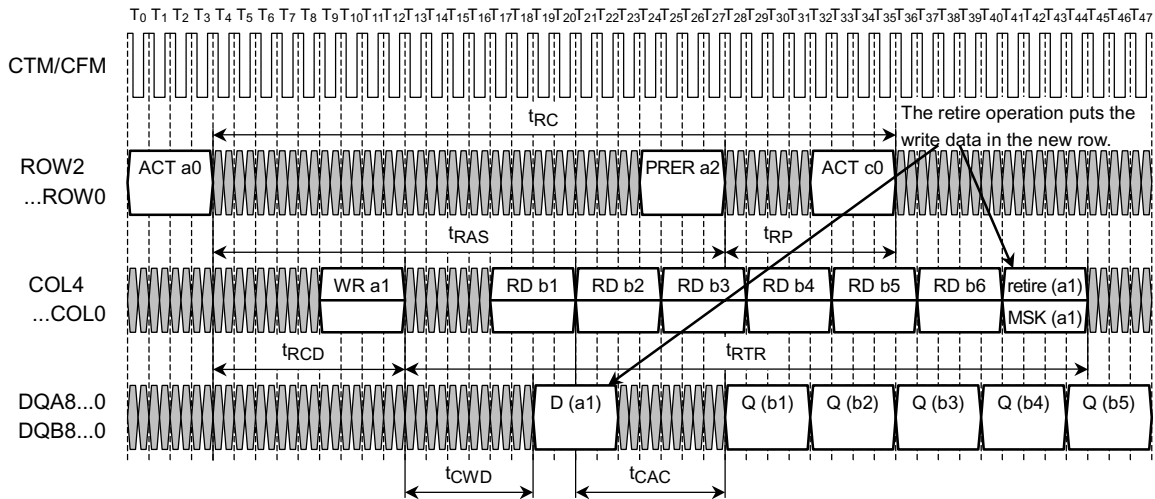 T0 T1 T2 T3 T4 T5 T6 T7 T8 T9 T10 T11 T12 T13 T14 T15 T16 T17 T18 T19 T20 T21 T22 T23 T24 T25 T26 T27 T28 T29 T30 T31 T32 T33 T34 T35 T36 T37 T38 T39 T40 T41 T42 T43 T44 T45 T46 T47
CTM/CFM
The retire operation puts the
write data in the new row.
tRC
ROW2
...ROW0
ACT a0 PRER a2 ACT c0
tRAS tRP
COL4
...COL0
WR a1 RD b1 RD b2 RD b3 RD b4 RD b5 RD b6 retire (a1)
MSK (a1)
tRCD tRTR
DQA8...0
DQB8...0
D (a1) Q (b1) Q (b2) Q (b3) Q (b4) Q (b5)
tCWD tCAC